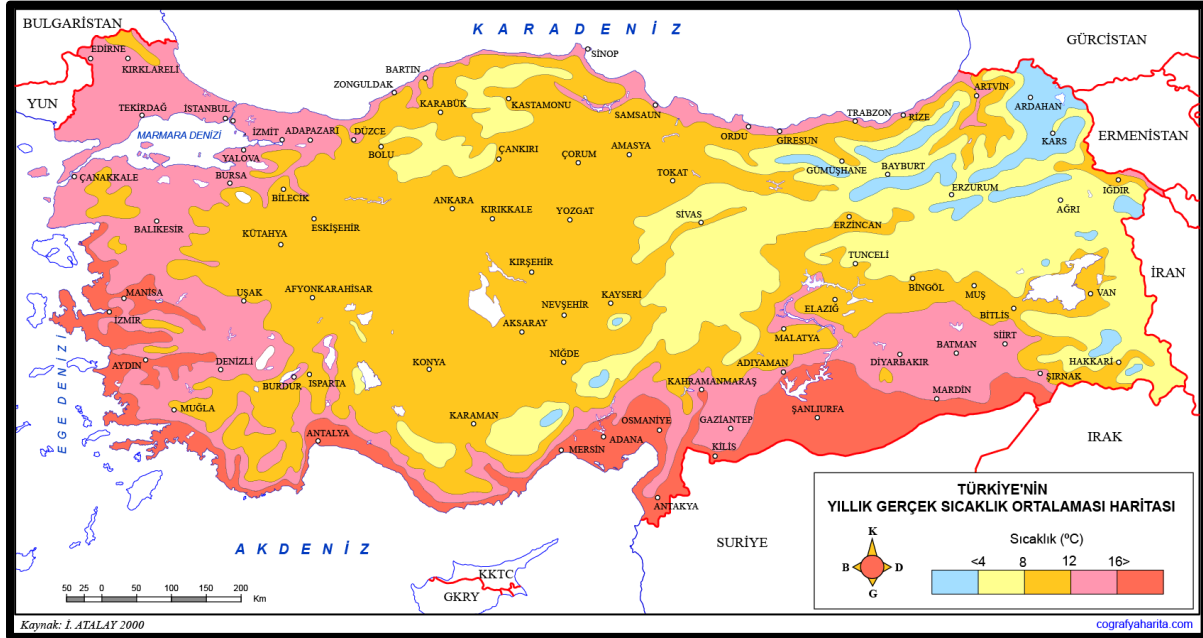 BULGARİSTAN
K A R A D E N İ Z
GÜRCİSTAN
EDİRNE
KIRKLARELİ
SİNOP
BARTIN
ZONGULDAK
ARTVİN
YUN
TEKİRDAĞ
İSTANBUL
KARABÜK
KASTAMONU
SAMSAUN
TRABZON
RİZE
ARDAHAN
ERMENİSTAN
MARMARA DENİZİ
İZMİT
ADAPAZARI
DÜZCE
ORDU
GİRESUN
KARS
YALOVA
BOLU
ÇANKIRI
ÇORUM
AMASYA
GÜMÜŞHANE
BAYBURT
ÇANAKKALE
BURSA
BİLECİK
TOKAT
ERZURUM
IĞDIR
ANKARA
KIRIKKALE
YOZGAT
SİVAS
AĞRI
BALIKESİR
KÜTAHYA
ESKİŞEHİR
ERZİNCAN
KIRŞEHİR
TUNCELİ
İRAN
MANİSA
UŞAK
AFYONKARAHİSAR
NEVŞEHİR
KAYSERİ
ELAZIĞ
BİNGÖL
MUŞ
VAN
İZMİR
AKSARAY
BİTLİS
MALATYA
SİİRT
BATMAN
AYDIN
DENİZLİ
KONYA
NİĞDE
ADIYAMAN
DİYARBAKIR
HAKKARİ
BURDUR
ISPARTA
KAHRAMANMARAŞ
ŞIRNAK
MARDİN
EGE DENİZİ
MUĞLA
KARAMAN
OSMANİYE
GAZİANTEP
ŞANLIURFA
ANTALYA
ADANA
MERSİN
KİLİS
IRAK
ANTAKYA
SURİYE
A K D E N İ Z
KKTC
GKRY
TÜRKİYE'NİN
YILLIK GERÇEK SICAKLIK ORTALAMASI HARİTASI
K
B D
G
Sıcaklık (ºC)
<4 8 12 16>
50 25 0 50 100 150 200
Km
Kaynak: İ. ATALAY 2000
cografyaharita.com